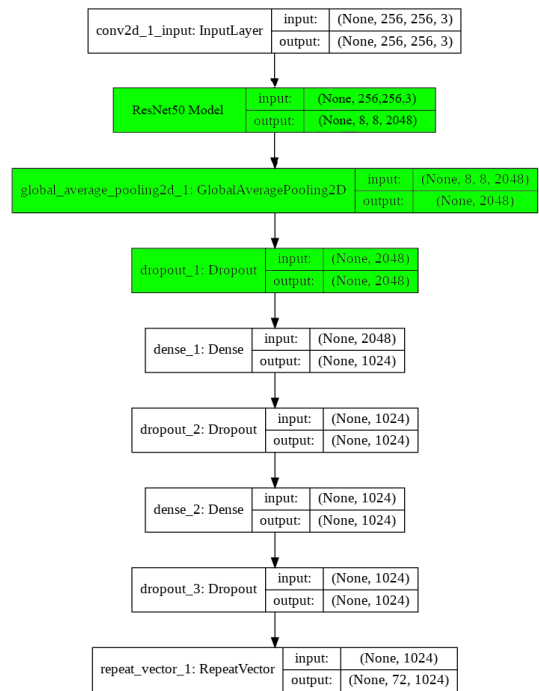 conv2d_1_input: InputLayer
input: (None, 256, 256, 3)
output: (None, 256, 256, 3)
ResNet50 Model
input: (None, 256,256,3)
output: (None, 8, 8, 2048)
global_average_pooling2d_1: GlobalAveragePooling2D
input: (None, 8, 8, 2048)
output: (None, 2048)
dropout_1: Dropout
input: (None, 2048)
output: (None, 2048)
dense_1: Dense
input: (None, 2048)
output: (None, 1024)
dropout_2: Dropout
input: (None, 1024)
output: (None, 1024)
dense_2: Dense
input: (None, 1024)
output: (None, 1024)
dropout_3: Dropout
input: (None, 1024)
output: (None, 1024)
repeat_vector_1: RepeatVector
input: (None, 1024)
output: (None, 72, 1024)